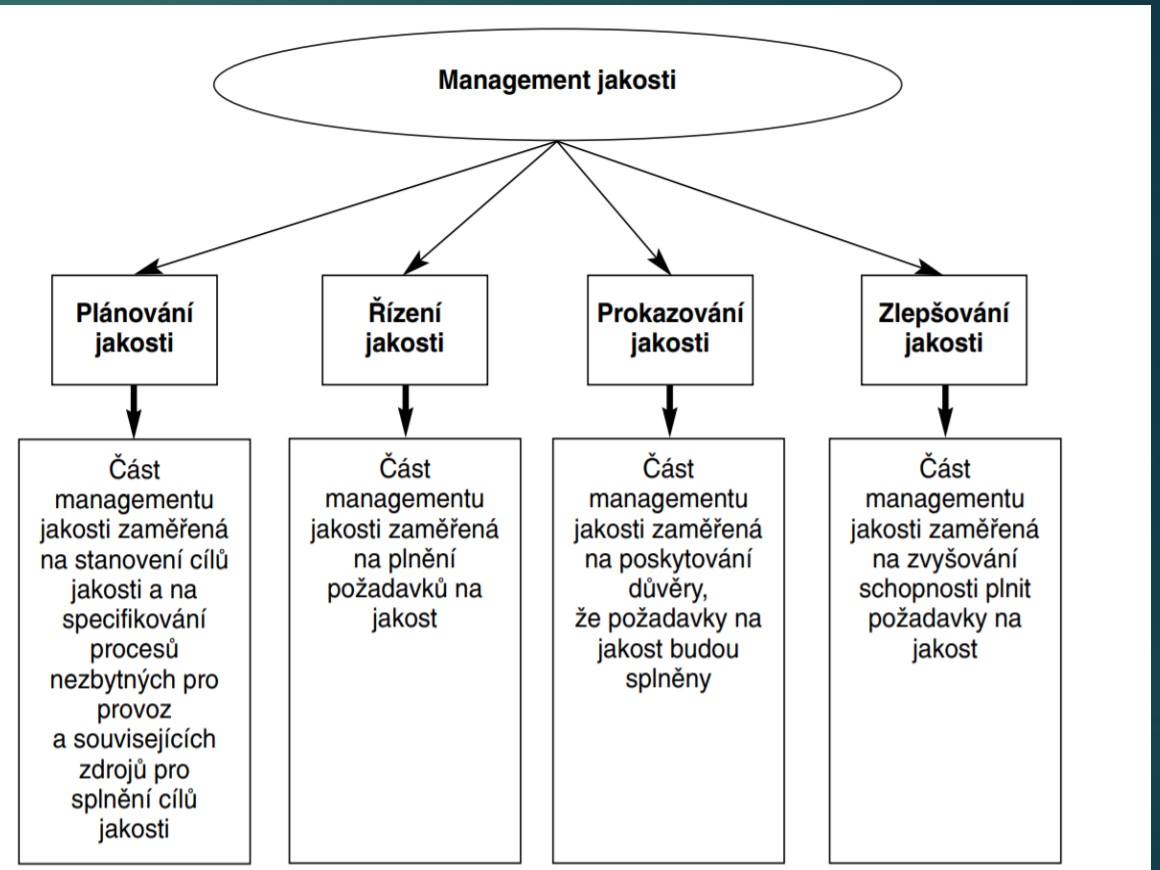 Management jakosti
Plánování
jakosti
Řízení
jakosti
Prokazování
jakosti
Zlepšování
jakosti
Část
managementu
jakosti zaměřená
na stanovení cílů
jakosti a na
specifikování
procesů
nezbytných pro
provoz
a souvisejících
zdrojů pro
splnění cílů
jakosti
Část
managementu
jakosti zaměřená
na plnění
požadavků na
jakost
Část
managementu
jakosti zaměřená
na poskytování
důvěry,
že požadavky na
jakost budou
splněny
Část
managementu
jakosti zaměřená
na zvyšování
schopnosti plnit
požadavky na
jakost